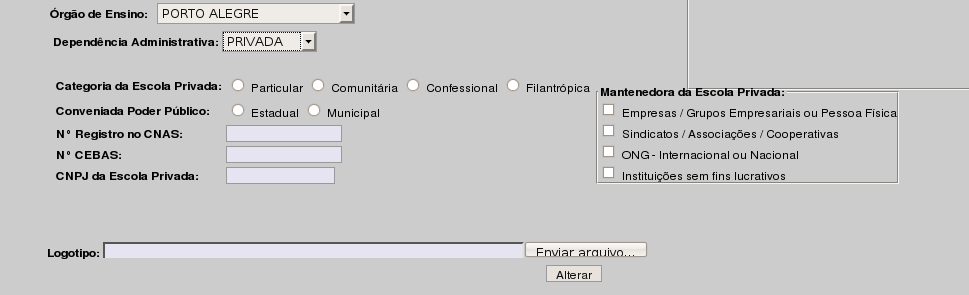 Órgão de Ensino: PORTO ALEGRE
Dependência Administrativa: PRIVADA
Categoria da Escola Privada: Particular Comunitária Confessional Filantrópica
Conveniada Poder Público: Estadual Municipal
N° Registro no CNAS:
N° CEBAS:
CNPJ da Escola Privada:
Mantenedora da Escola Privada:
Empresas / Grupos Empresariais ou Pessoa Física
Sindicatos / Associações / Cooperativas
ONG - Internacional ou Nacional
Instituições sem fins lucrativos
Logotipo: Enviar arquivo...
Alterar